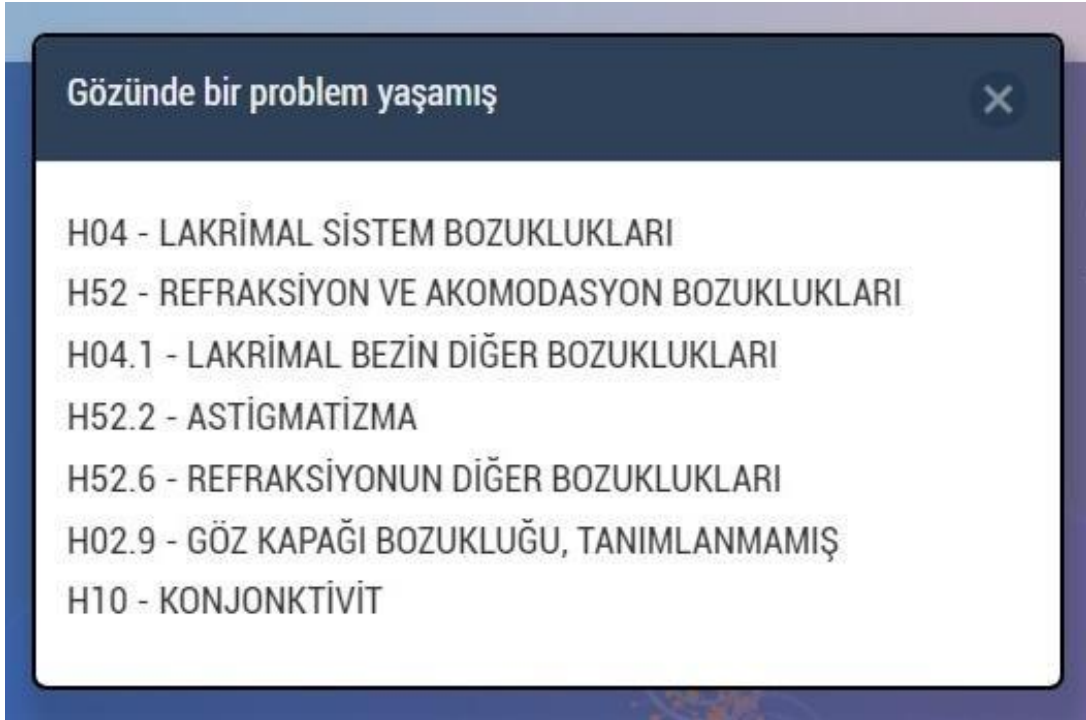 Gözünde bir problem yaşamış
H04 - LAKRİMAL SİSTEM BOZUKLUKLARI
H52 - REFRAKSİYON VE AKOMODASYON BOZUKLUKLARI
H04.1 - LAKRİMAL BEZİN DİĞER BOZUKLUKLARI
H52.2 - ASTİGMATİZMA
H52.6 - REFRAKSİYONUN DİĞER BOZUKLUKLARI
H02.9 - GÖZ KAPAĞI BOZUKLUĞU, TANIMLANMAMIŞ
H10 - KONJONKTİVİT